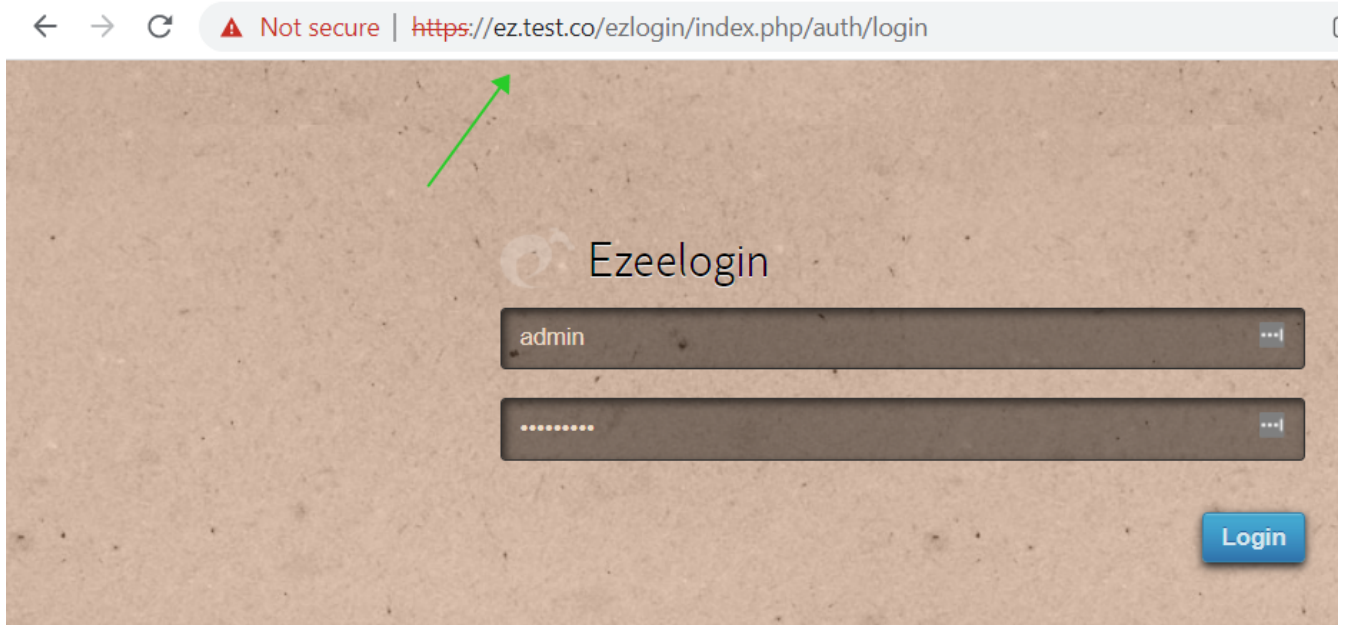 Not secure | https://ez.test.co/ezlogin/index.php/auth/login
Ezeelogin
admin
•••••••••
Login